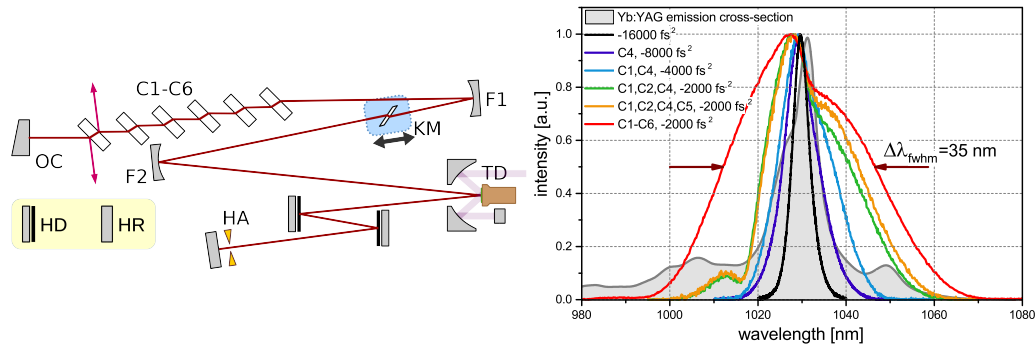 C1-C6
F1
KM
OC
F2
TD
HA
HD
HR
Yb:YAG emission cross-section
-16000 fs²
C4, -8000 fs²
C1,C4, -4000 fs²
C1,C2,C4, -2000 fs²
C1,C2,C4,C5, -2000 fs²
C1-C6, -2000 fs²
Δλfwhm=35 nm
intensity [a.u.]
1.0
0.8
0.6
0.4
0.2
0.0
980 1000 1020 1040 1060 1080
wavelength [nm]